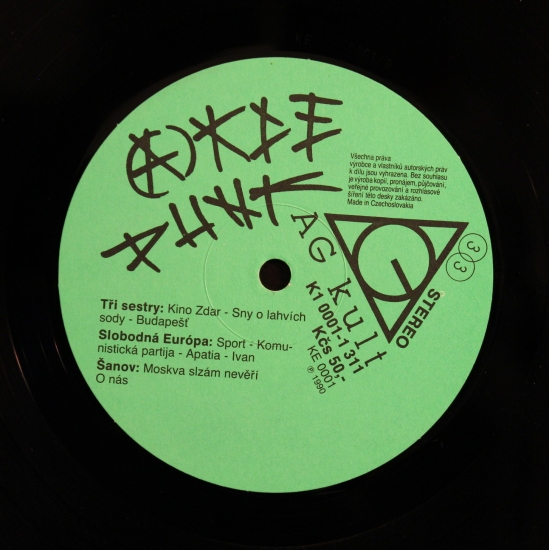 (A) KDE
PUNK
Všechna práva
výrobce a vlastníků autorských práv
k dílu jsou vyhrazena. Bez souhlasu
je výroba kopií, pronájem, půjčování,
veřejné provozování a rozhlasové
šíření této desky zakázáno.
Made in Czechoslovakia
33
STEREO
AG kult
K1 0001-1 311
Kčs 50,-
KE 0001
℗ 1990
Tři sestry: Kino Zdar - Sny o lahvích
sody - Budapešť
Slobodná Európa: Sport - Komu-
nistická partija - Apatia - Ivan
Šanov: Moskva slzám nevěří
O nás